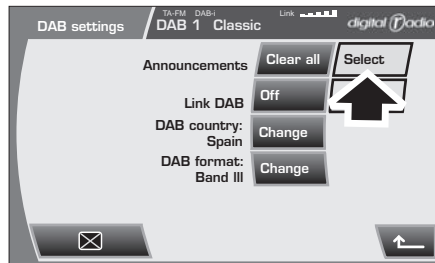 DAB settings
TA-FM DAB-i
DAB 1 Classic
Link
digital radio
Announcements Clear all Select
Link DAB Off
DAB country: Spain Change
DAB format: Band III Change